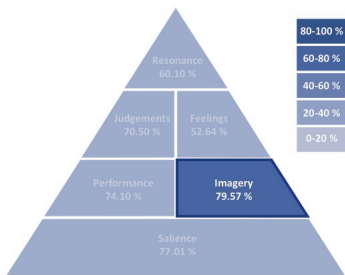 Resonance
60.10 %
Judgements
70.50 %
Feelings
52.64 %
Performance
74.10 %
Imagery
79.57 %
Salience
77.01 %
80-100 %
60-80 %
40-60 %
20-40 %
0-20 %